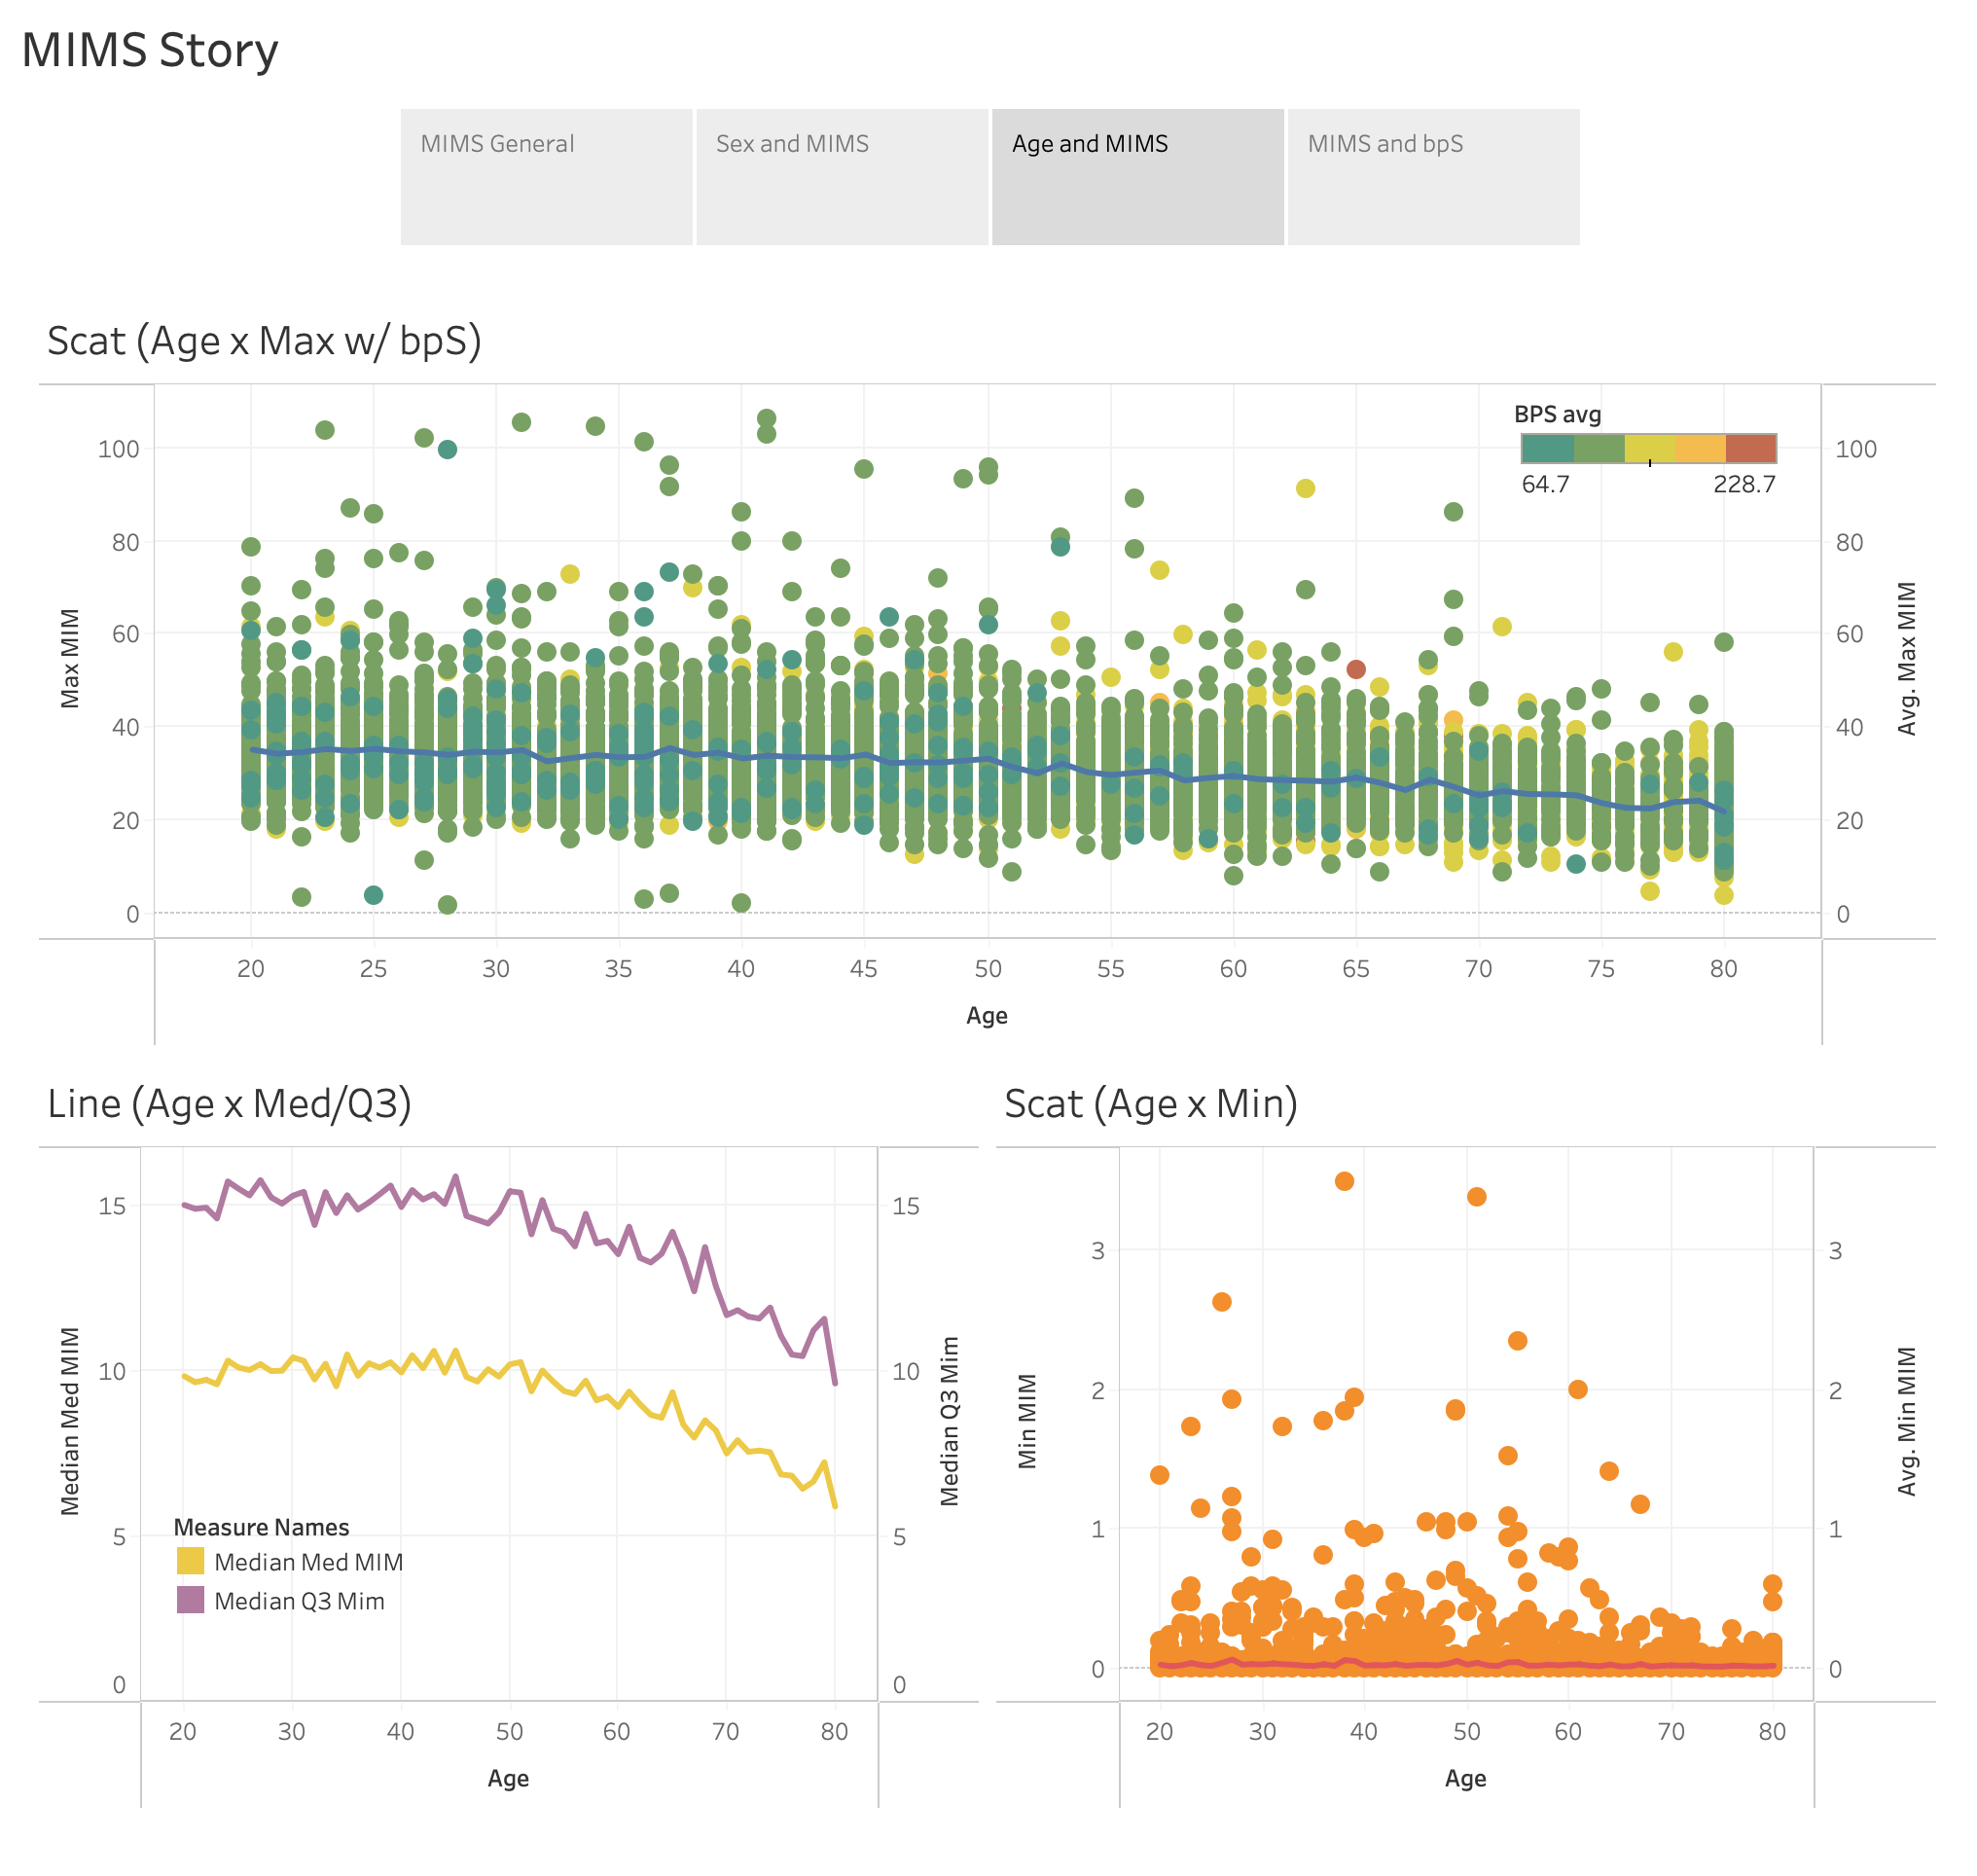 MIMS Story
MIMS General
Sex and MIMS
Age and MIMS
MIMS and bpS
Scat (Age x Max w/ bpS)
BPS avg
64.7 228.7
Max MIM
100
80
60
40
20
0
Avg. Max MIM
100
80
60
40
20
0
20 25 30 35 40 45 50 55 60 65 70 75 80
Age
Line (Age x Med/Q3)
Median Med MIM
15
10
5
0
Measure Names
Median Med MIM
Median Q3 Mim
15
10
5
0
Median Q3 Mim
20 30 40 50 60 70 80
Age
Scat (Age x Min)
Min MIM
3
2
1
0
3
2
1
0
Avg. Min MIM
20 30 40 50 60 70 80
Age